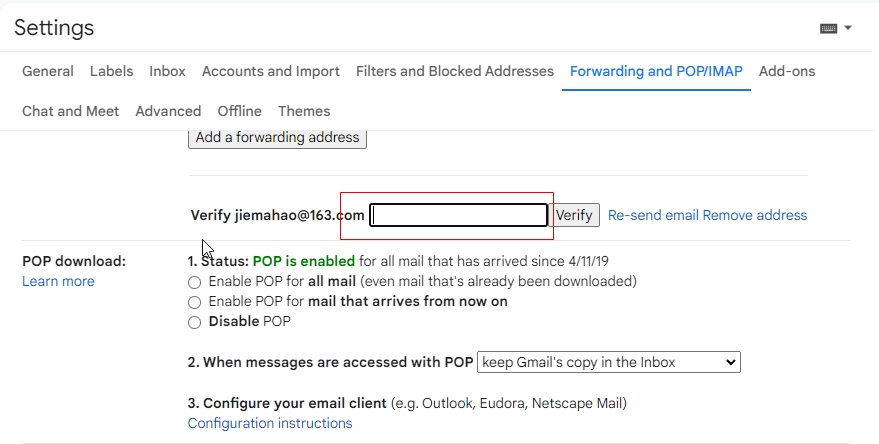 Settings
General Labels Inbox Accounts and Import Filters and Blocked Addresses Forwarding and POP/IMAP Add-ons
Chat and Meet Advanced Offline Themes
Add a forwarding address
Verify jiemahao@163.com Verify Re-send email Remove address
POP download: 1. Status: POP is enabled for all mail that has arrived since 4/11/19
Learn more Enable POP for all mail (even mail that's already been downloaded)
Enable POP for mail that arrives from now on
Disable POP
2. When messages are accessed with POP keep Gmail's copy in the Inbox
3. Configure your email client (e.g. Outlook, Eudora, Netscape Mail)
Configuration instructions